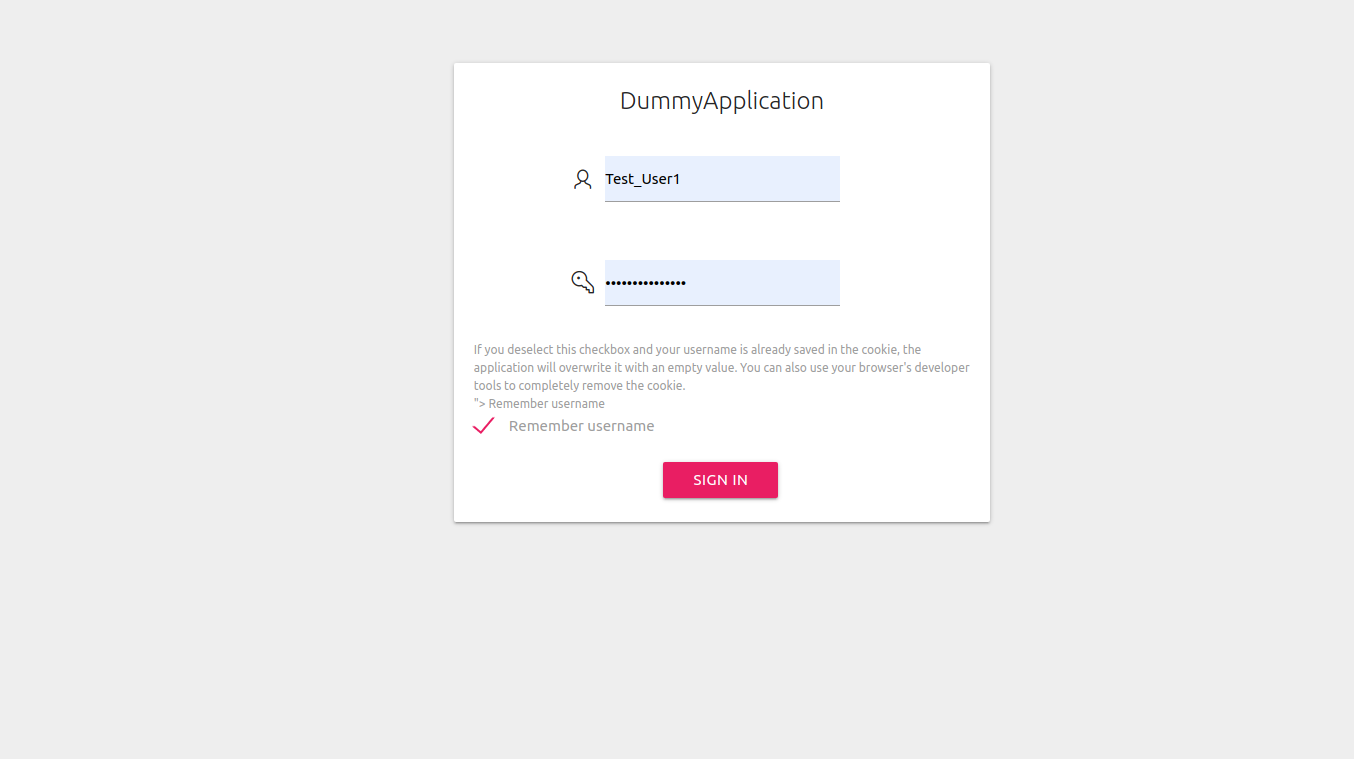 DummyApplication
Test_User1
•••••••••••••••
If you deselect this checkbox and your username is already saved in the cookie, the
application will overwrite it with an empty value. You can also use your browser's developer
tools to completely remove the cookie.
"> Remember username
Remember username
SIGN IN